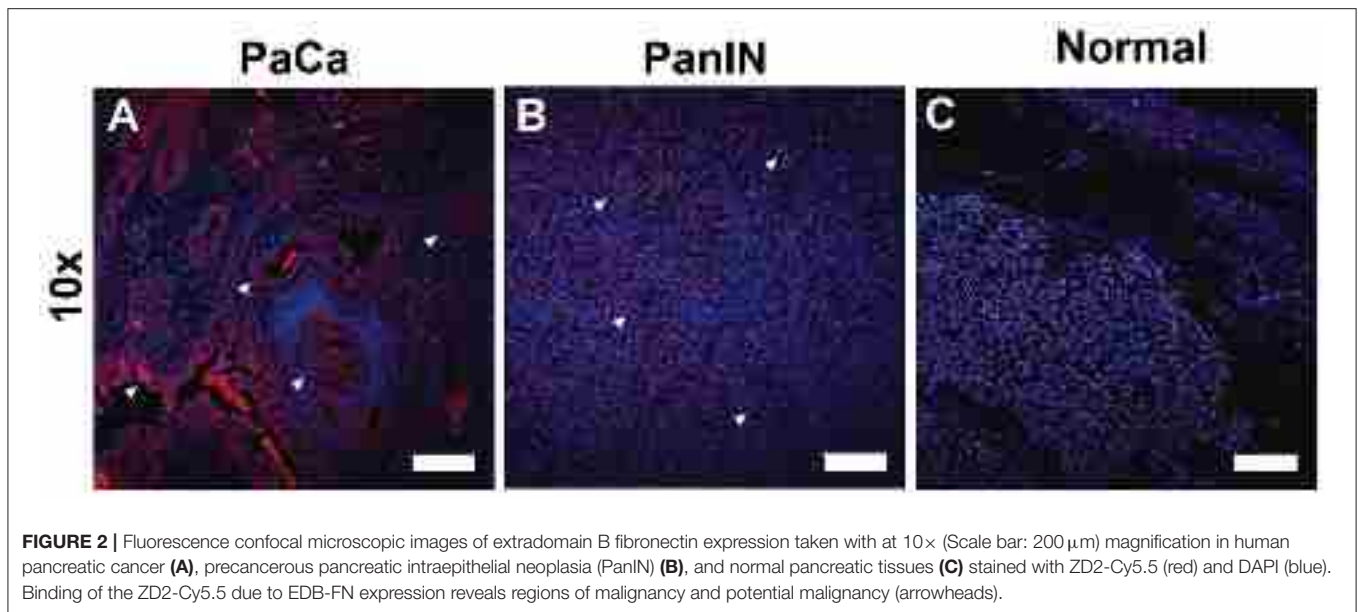 PaCa PanIN Normal
A B C
10x
FIGURE 2 | Fluorescence confocal microscopic images of extradomain B fibronectin expression taken with at 10× (Scale bar: 200 μm) magnification in human
pancreatic cancer (A), precancerous pancreatic intraepithelial neoplasia (PanIN) (B), and normal pancreatic tissues (C) stained with ZD2-Cy5.5 (red) and DAPI (blue).
Binding of the ZD2-Cy5.5 due to EDB-FN expression reveals regions of malignancy and potential malignancy (arrowheads).